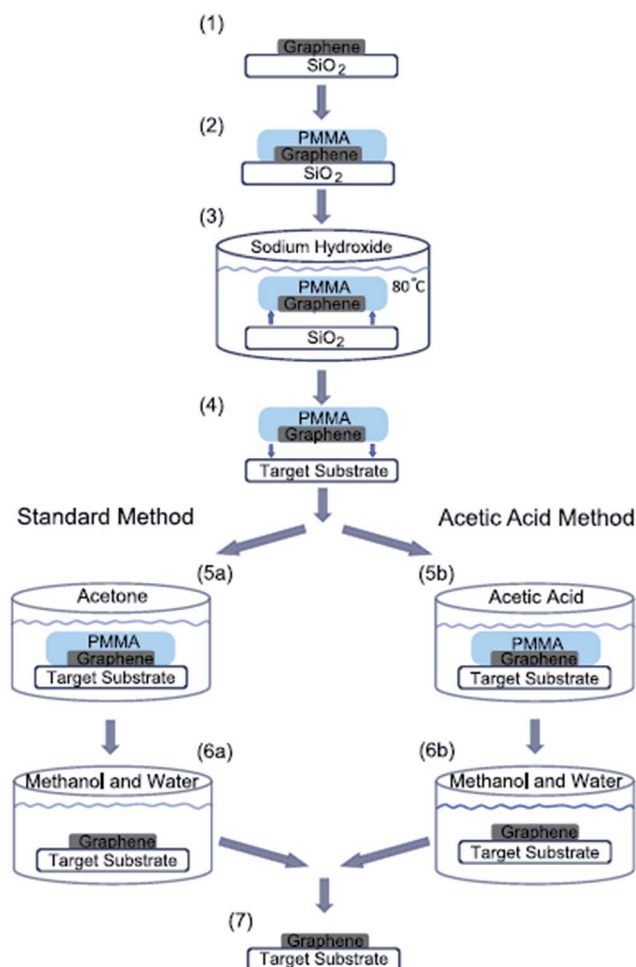 (1)
Graphene
SiO2
(2)
PMMA
Graphene
SiO2
(3)
Sodium Hydroxide
PMMA
80°C
Graphene
SiO2
(4)
PMMA
Graphene
Target Substrate
Standard Method
Acetic Acid Method
(5a)
Acetone
PMMA
Graphene
Target Substrate
(5b)
Acetic Acid
PMMA
Graphene
Target Substrate
(6a)
Methanol and Water
Graphene
Target Substrate
(6b)
Methanol and Water
Graphene
Target Substrate
(7)
Graphene
Target Substrate